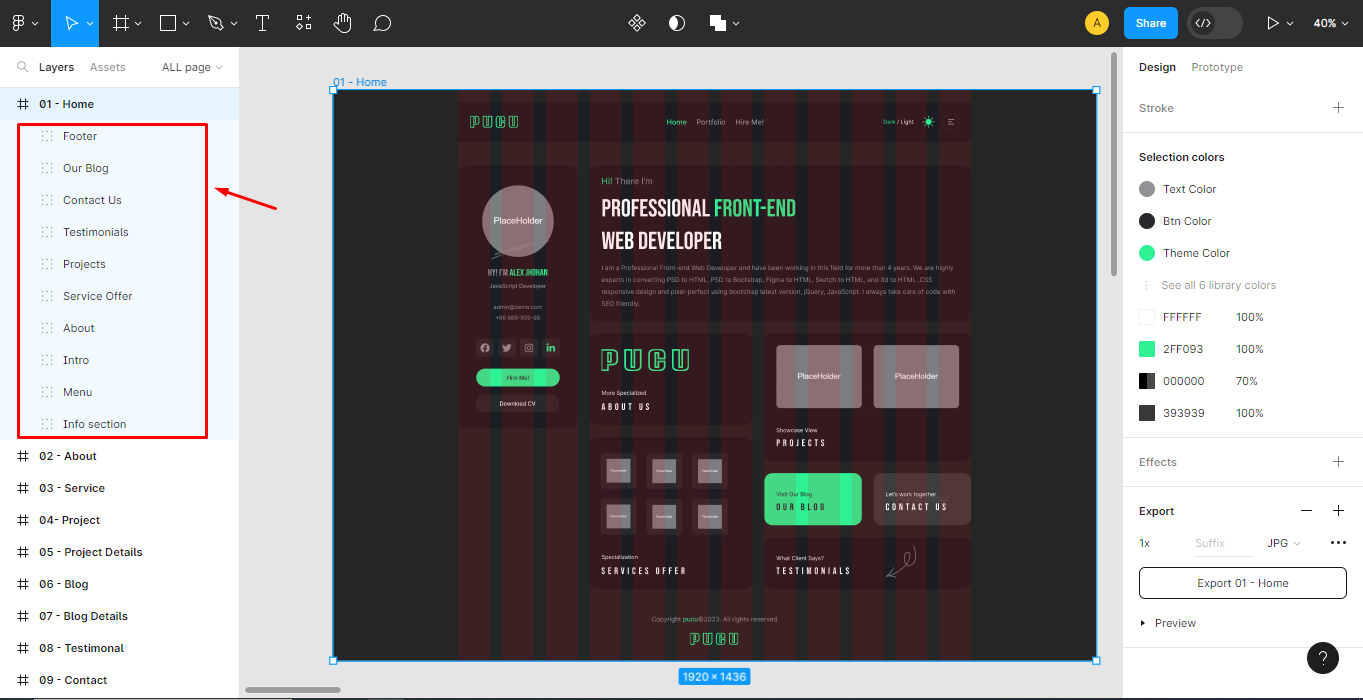 A
Share
40%
Layers
Assets
ALL page
Design
Prototype
01 - Home
Footer
Our Blog
Contact Us
Testimonials
Projects
Service Offer
About
Intro
Menu
Info section
02 - About
03 - Service
04- Project
05 - Project Details
06 - Blog
07 - Blog Details
08 - Testimonal
09 - Contact
01 - Home
PUCU
Home
Portfolio
Hire Me!
Dark / Light
PlaceHolder
HY! I'M ALEX JHOHAN
JavaScript Developer
admin@demo.com
+88 869-859-66
Hire Me!
Download CV
Hi! There I'm
PROFESSIONAL FRONT-END
WEB DEVELOPER
I am a Professional Front-end Web Developer and have been working in this field for more than 4 years. We are highly
experts in converting PSD to HTML, PSD to Bootstrap, Figma to HTML, Sketch to HTML, and Xd to HTML ,CSS
responsive design and pixel-perfect using bootstrap latest version, jQuery, JavaScript. I always take care of code with
SEO friendly.
PUCU
More Specialized
ABOUT US
PlaceHolder
PlaceHolder
Showcase View
PROJECTS
PlaceHolder
PlaceHolder
PlaceHolder
PlaceHolder
PlaceHolder
PlaceHolder
Specialization
SERVICES OFFER
Visit Our Blog
OUR BLOG
Let's work together
CONTACT US
What Client Says?
TESTIMONIALS
Copyright pucu©2023. All rights reserved
PUCU
1920 × 1436
Stroke
Selection colors
Text Color
Btn Color
Theme Color
See all 6 library colors
FFFFFF 100%
2FF093 100%
000000 70%
393939 100%
Effects
Export
1x
Suffix
JPG
Export 01 - Home
Preview
?